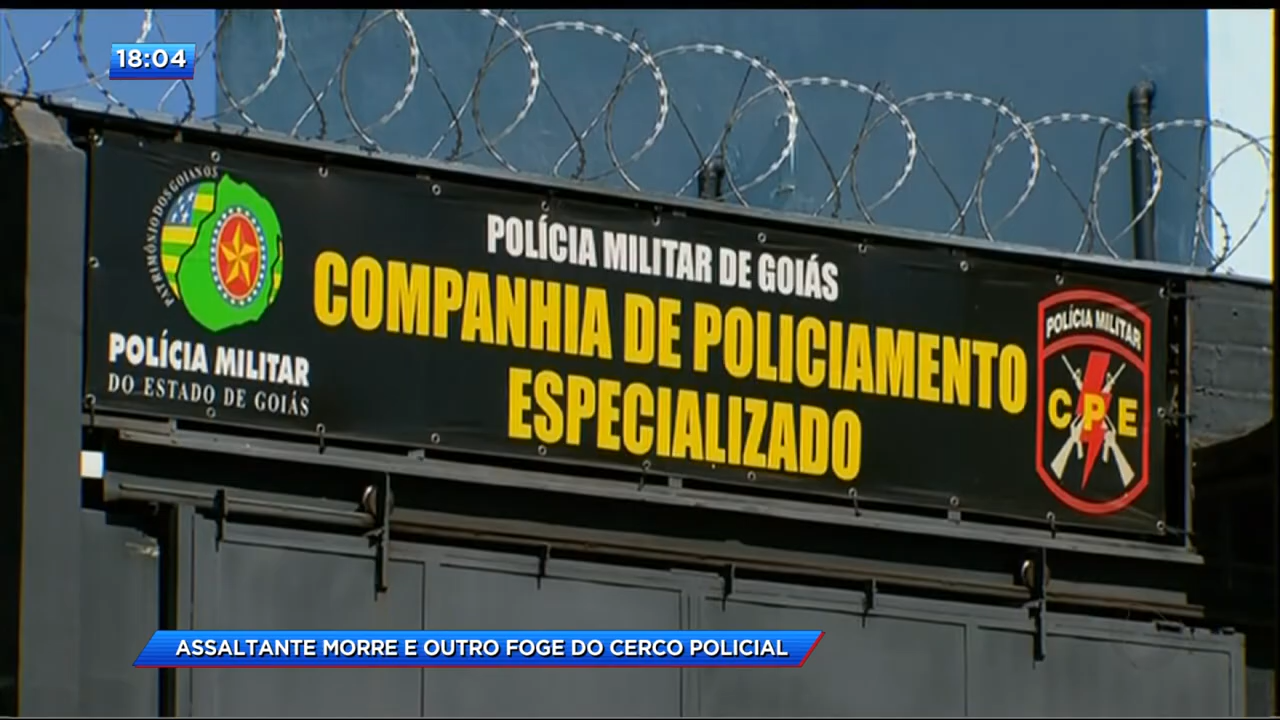 18:04
PATRIMÔNIO DOS GOIANOS
POLÍCIA MILITAR
DO ESTADO DE GOIÁS
POLÍCIA MILITAR DE GOIÁS
COMPANHIA DE POLICIAMENTO
ESPECIALIZADO
POLÍCIA MILITAR
CPE
ASSALTANTE MORRE E OUTRO FOGE DO CERCO POLICIAL